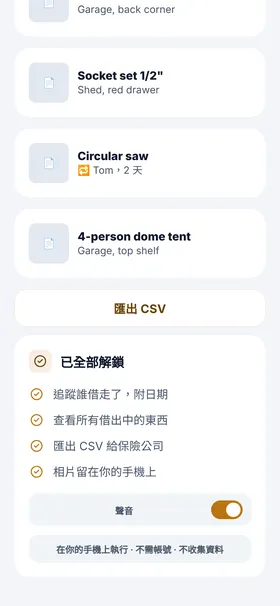 Garage, back corner
Socket set 1/2"
Shed, red drawer
Circular saw
🔁 Tom，2 天
4-person dome tent
Garage, top shelf
匯出 CSV
已全部解鎖
追蹤誰借走了，附日期
查看所有借出中的東西
匯出 CSV 給保險公司
相片留在你的手機上
聲音
在你的手機上執行 · 不需帳號 · 不收集資料